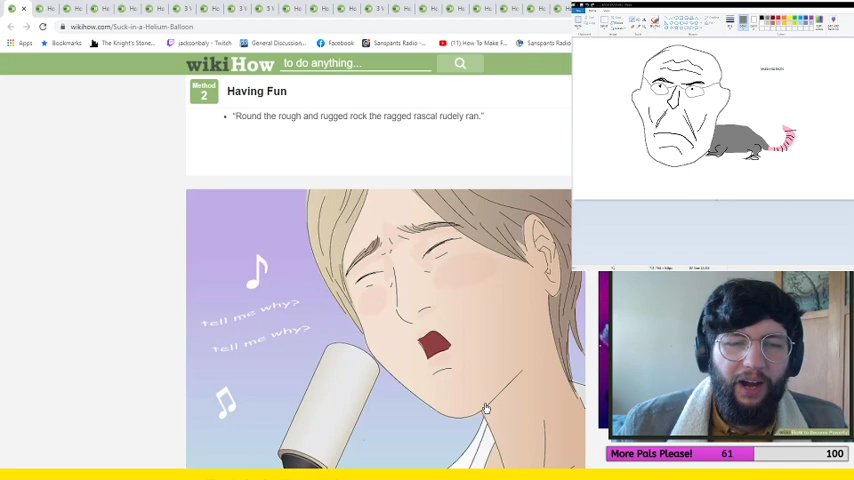 wikihow.com/Suck-in-a-Helium-Balloon
Apps
Bookmarks
The Knight's Stone...
jacksonbaly - Twitch
General Discussion...
Facebook
Sanspants Radio -...
(11) How To Make F...
Sanspants Radio
wikiHow to do anything...
Method
2
Having Fun
"Round the rough and rugged rock the ragged rascal rudely ran."
tell me why?
tell me why?
More Pals Please! 61 100